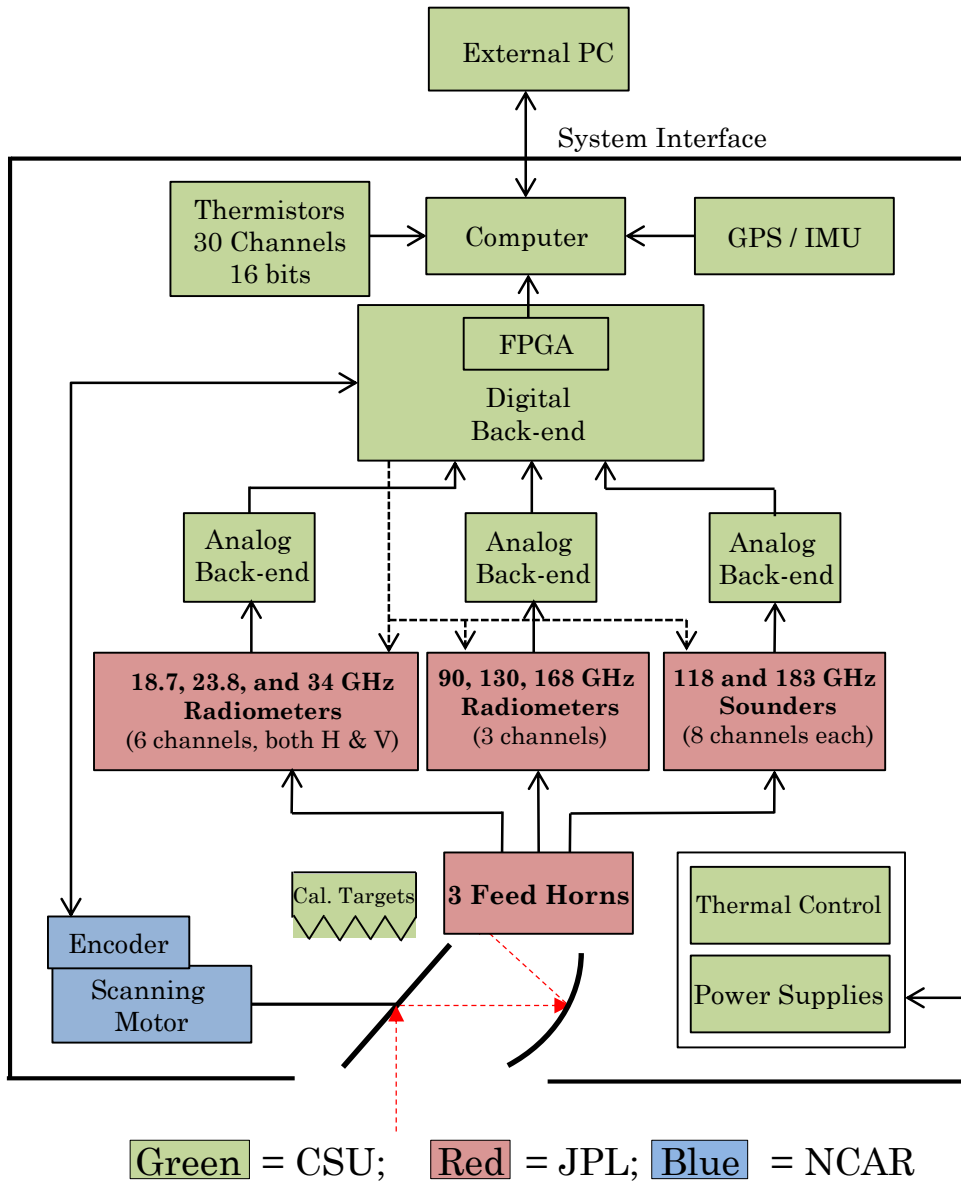 External PC
System Interface
Thermistors
30 Channels
16 bits
Computer
GPS / IMU
FPGA
Digital
Back-end
Analog
Back-end
Analog
Back-end
Analog
Back-end
18.7, 23.8, and 34 GHz
Radiometers
(6 channels, both H & V)
90, 130, 168 GHz
Radiometers
(3 channels)
118 and 183 GHz
Sounders
(8 channels each)
Cal. Targets
3 Feed Horns
Thermal Control
Power Supplies
Encoder
Scanning
Motor
Green = CSU; Red = JPL; Blue = NCAR